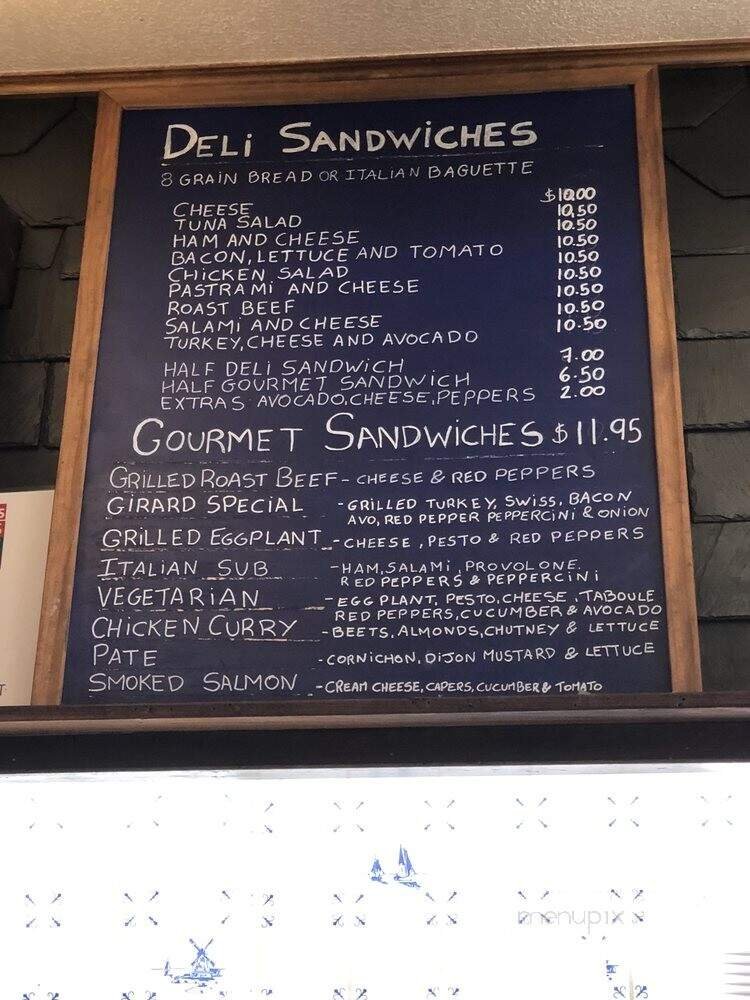 DELI SANDWICHES
8 GRAIN BREAD OR ITALIAN BAGUETTE
CHEESE $10.00
TUNA SALAD 10.50
HAM AND CHEESE 10.50
BACON, LETTUCE AND TOMATO 10.50
CHICKEN SALAD 10.50
PASTRAMI AND CHEESE 10.50
ROAST BEEF 10.50
SALAMI AND CHEESE 10.50
TURKEY, CHEESE AND AVOCADO 10.50
HALF DELI SANDWICH 7.00
HALF GOURMET SANDWICH 6.50
EXTRAS AVOCADO, CHEESE, PEPPERS 2.00
GOURMET SANDWICHES $11.95
GRILLED ROAST BEEF - CHEESE & RED PEPPERS
GIRARD SPECIAL - GRILLED TURKEY, SWISS, BACON
AVO, RED PEPPER PEPPERCINI & ONION
GRILLED EGGPLANT - CHEESE, PESTO & RED PEPPERS
ITALIAN SUB - HAM, SALAMI, PROVOLONE.
RED PEPPERS & PEPPERCINI
VEGETARIAN - EGG PLANT, PESTO, CHEESE, TABOULE
RED PEPPERS, CUCUMBER & AVOCADO
CHICKEN CURRY - BEETS, ALMONDS, CHUTNEY & LETTUCE
PATE - CORNICHON, DIJON MUSTARD & LETTUCE
SMOKED SALMON - CREAM CHEESE, CAPERS, CUCUMBER & TOMATO
menupix